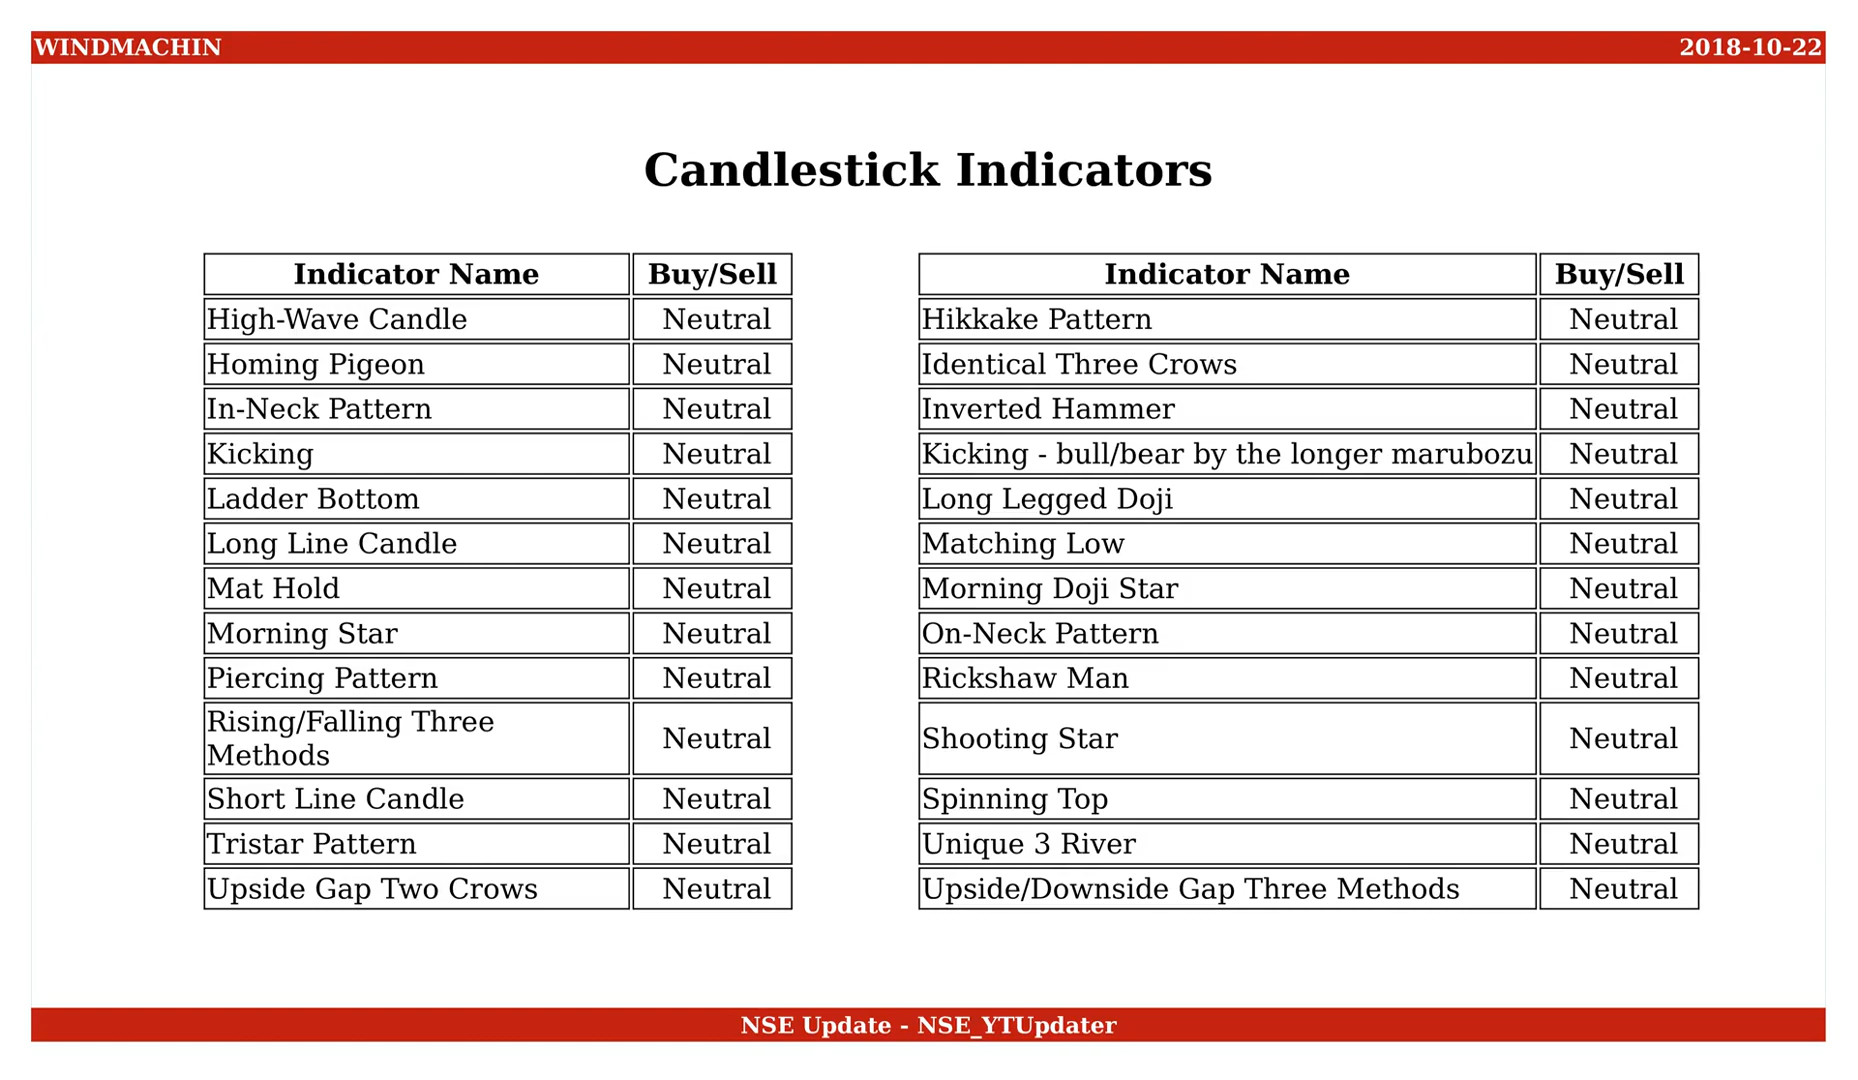 WINDMACHIN 2018-10-22
Candlestick Indicators
Indicator Name Buy/Sell Indicator Name Buy/Sell
High-Wave Candle Neutral Hikkake Pattern Neutral
Homing Pigeon Neutral Identical Three Crows Neutral
In-Neck Pattern Neutral Inverted Hammer Neutral
Kicking Neutral Kicking - bull/bear by the longer marubozu Neutral
Ladder Bottom Neutral Long Legged Doji Neutral
Long Line Candle Neutral Matching Low Neutral
Mat Hold Neutral Morning Doji Star Neutral
Morning Star Neutral On-Neck Pattern Neutral
Piercing Pattern Neutral Rickshaw Man Neutral
Rising/Falling Three
Methods Neutral Shooting Star Neutral
Short Line Candle Neutral Spinning Top Neutral
Tristar Pattern Neutral Unique 3 River Neutral
Upside Gap Two Crows Neutral Upside/Downside Gap Three Methods Neutral
NSE Update - NSE_YTUpdater